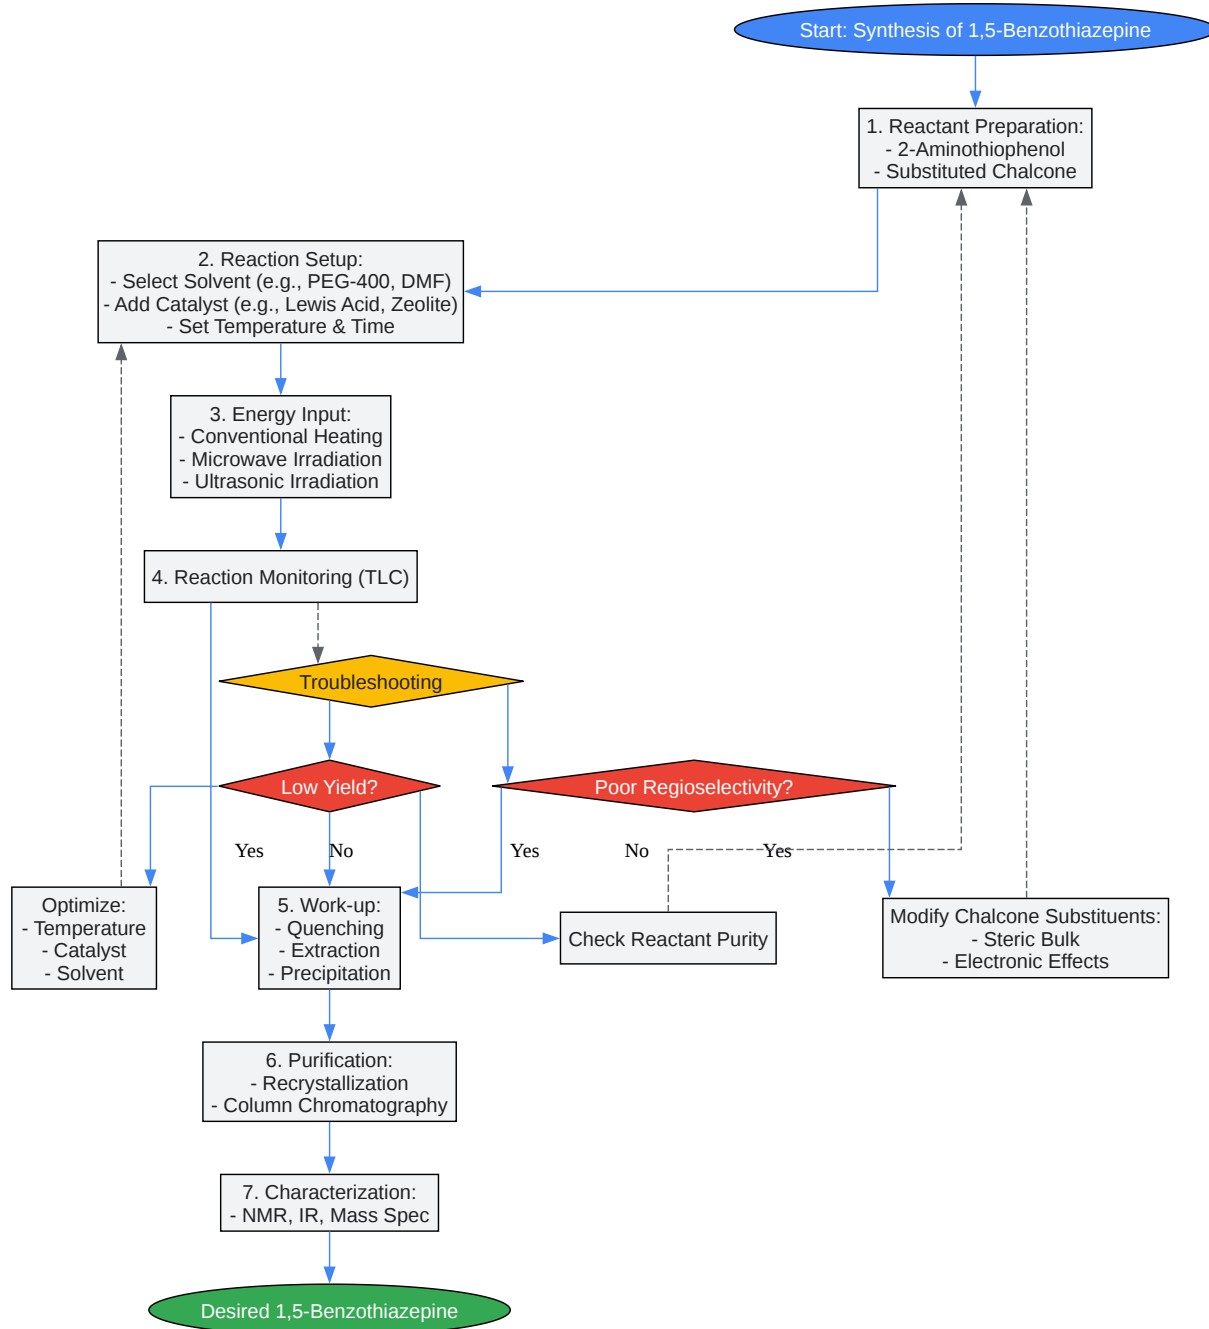 Start: Synthesis of 1,5-Benzothiazepine
1. Reactant Preparation:
- 2-Aminothiophenol
- Substituted Chalcone
2. Reaction Setup:
- Select Solvent (e.g., PEG-400, DMF)
- Add Catalyst (e.g., Lewis Acid, Zeolite)
- Set Temperature & Time
3. Energy Input:
- Conventional Heating
- Microwave Irradiation
- Ultrasonic Irradiation
4. Reaction Monitoring (TLC)
Troubleshooting
Low Yield?
Poor Regioselectivity?
Yes
No
Yes
No
Yes
Optimize:
- Temperature
- Catalyst
- Solvent
5. Work-up:
- Quenching
- Extraction
- Precipitation
Check Reactant Purity
Modify Chalcone Substituents:
- Steric Bulk
- Electronic Effects
6. Purification:
- Recrystallization
- Column Chromatography
7. Characterization:
- NMR, IR, Mass Spec
Desired 1,5-Benzothiazepine